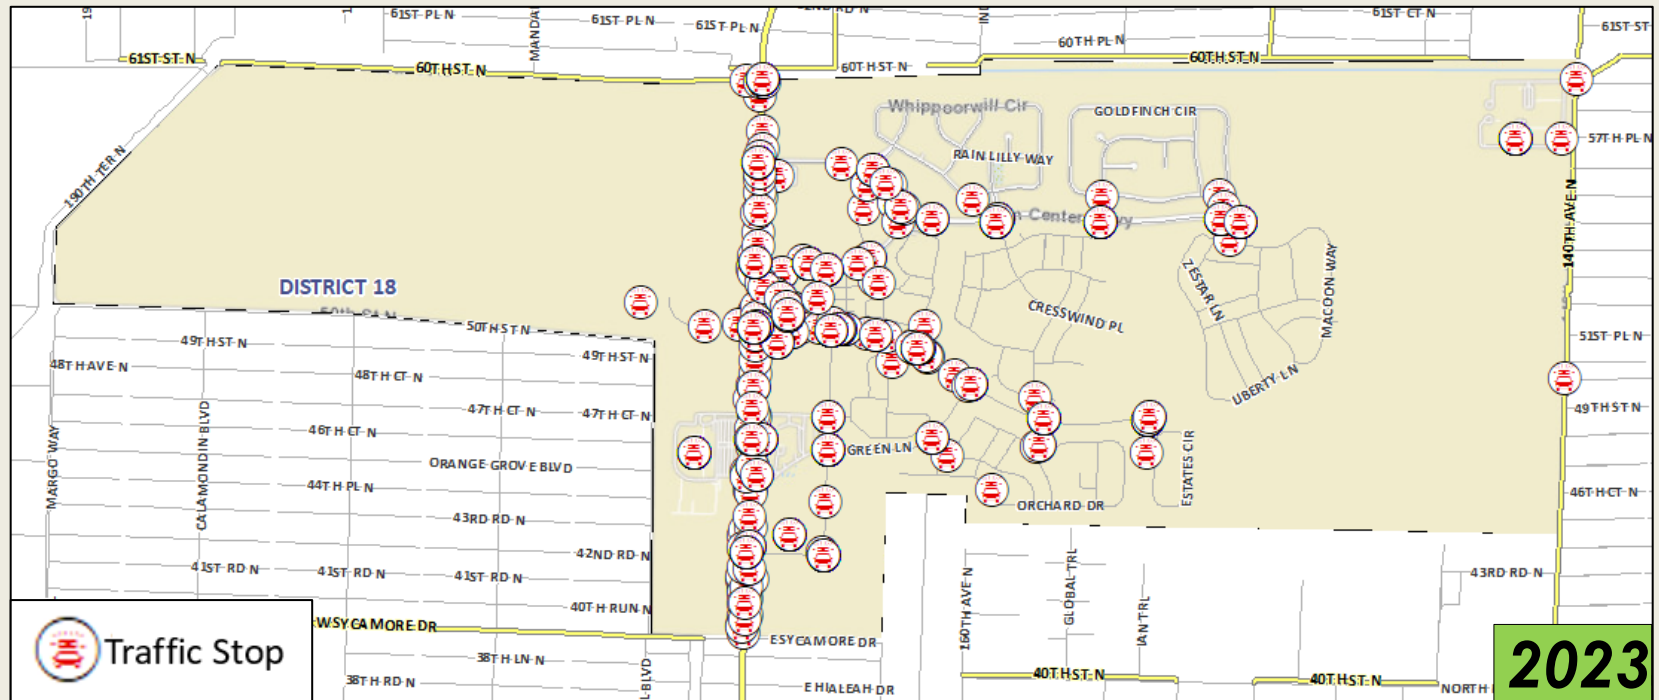 61ST PL N
61ST PL N
61ST PL N
61ST CT N
61ST ST
61ST ST N
60TH ST N
60TH ST N
60TH PL N
60TH ST N
Whippoorwill Cir
GOLDFINCH CIR
57TH PL N
RAIN LILLY WAY
190TH TER N
140TH AVE N
DISTRICT 18
50TH ST N
ZESTAR LN
MACOON WAY
CRESSWIND PL
49TH ST N
49TH ST N
51ST PL N
48TH AVE N
48TH CT N
UBERTY LN
47TH CT N
47TH CT N
49TH ST N
CALAMONDIN BLVD
MARGO WAY
46TH CT N
GREEN LN
ESTATES CIR
ORANGE GROVE BLVD
44TH PL N
46TH CT N
ORCHARD DR
43RD RD N
42ND RD N
41ST RD N
41ST RD N
41ST RD N
43RD RD N
160TH AVE N
GLOBAL TRL
IAN TRL
40TH RUN N
W SYCAMORE DR
E SYCAMORE DR
Traffic Stop
38TH LN N
38TH RD N
E HIALEAH DR
40TH ST N
40TH ST N
NORTH
2023